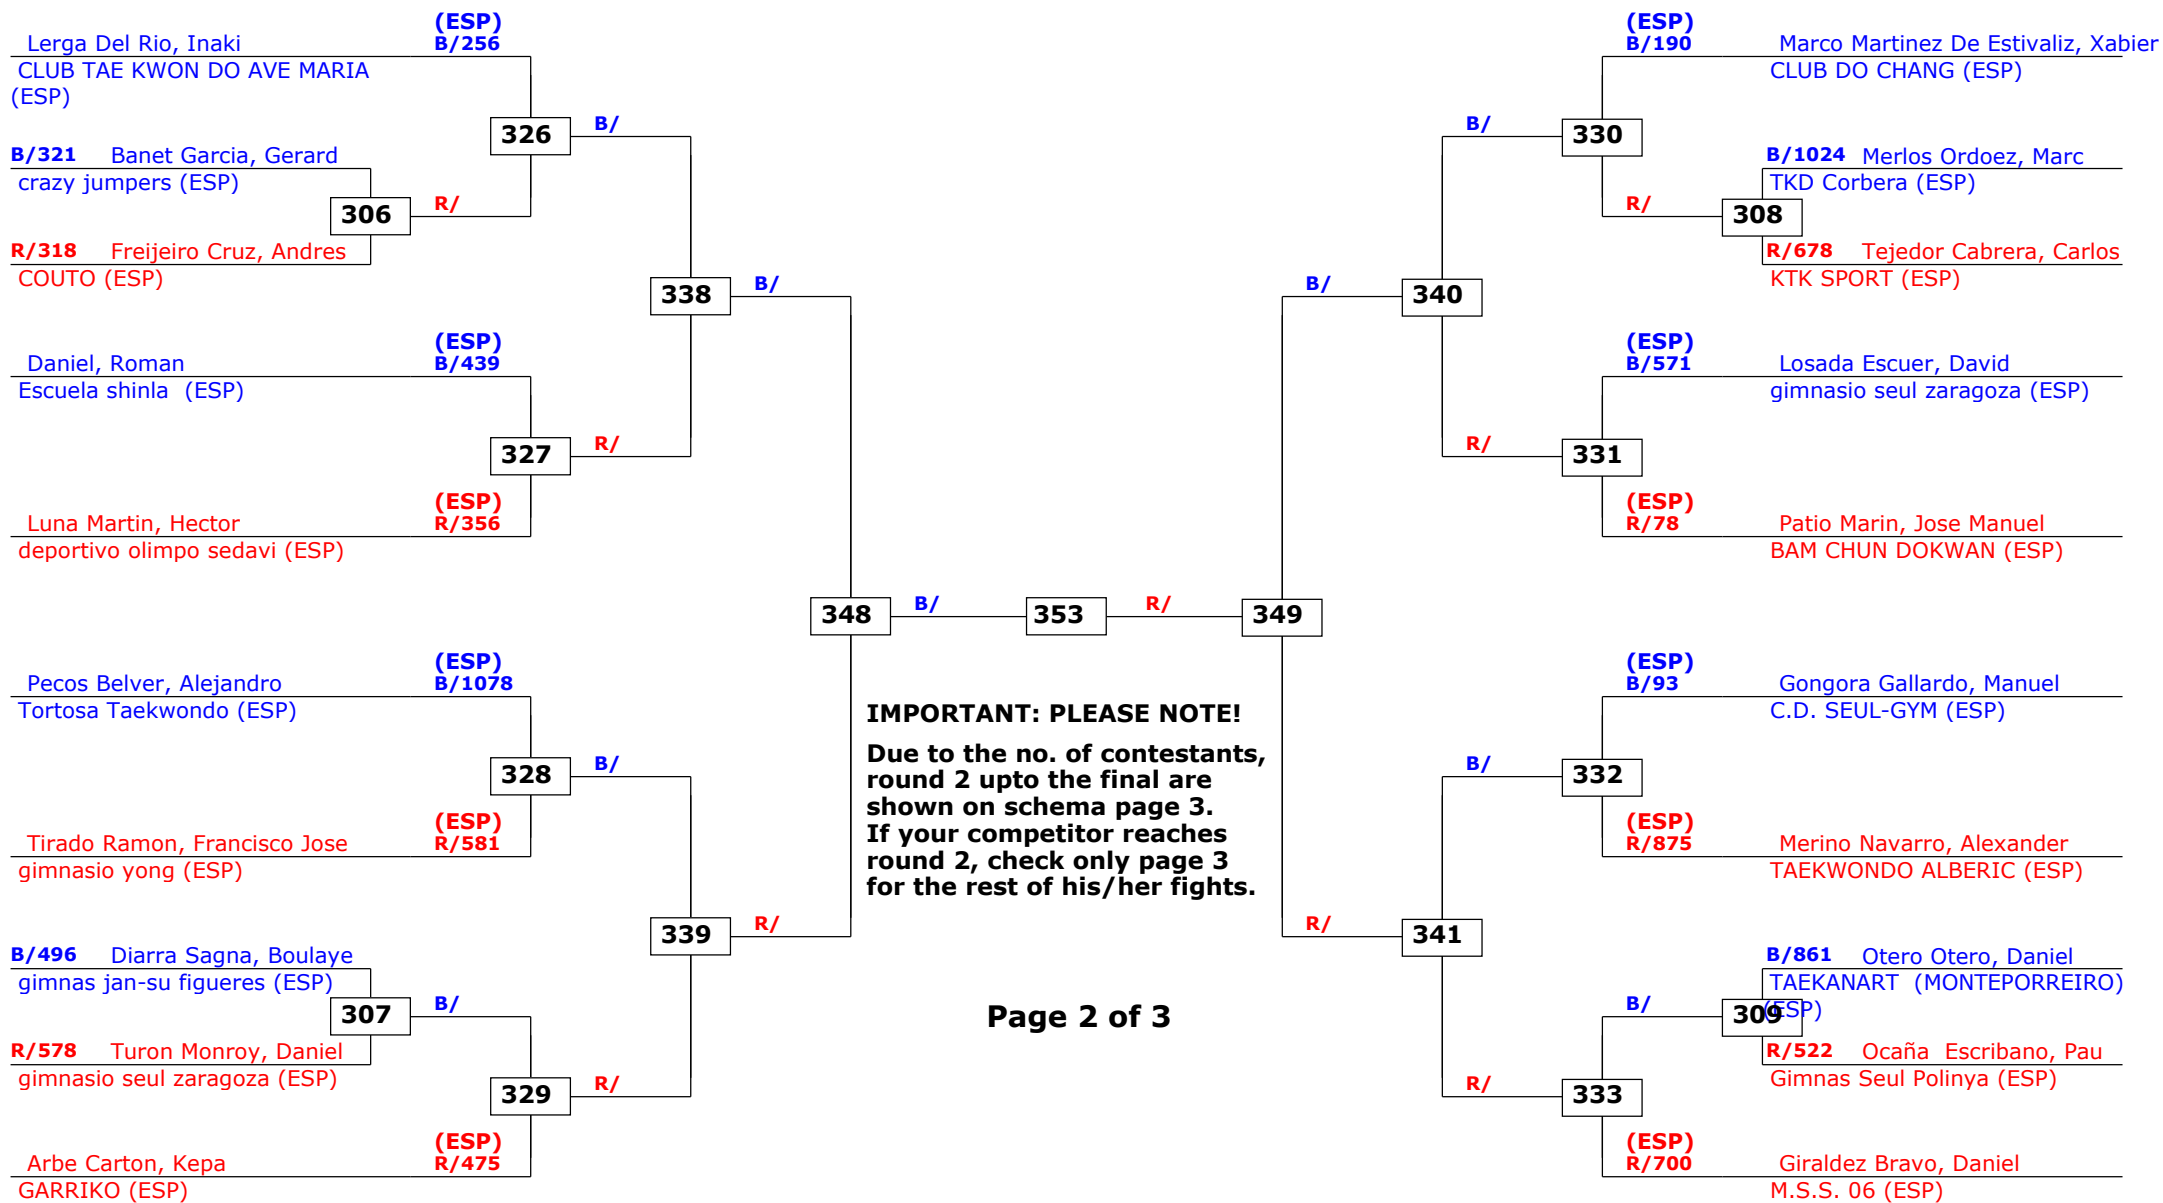 (ESP)
Lerga Del Rio, Inaki B/256
CLUB TAE KWON DO AVE MARIA
(ESP)
326 B/
B/321 Banet Garcia, Gerard
crazy jumpers (ESP)
306 R/
R/318 Freijeiro Cruz, Andres
COUTO (ESP)
338 B/
(ESP)
Daniel, Roman B/439
Escuela shinla (ESP)
327 R/
(ESP)
Luna Martin, Hector R/356
deportivo olimpo sedavi (ESP)
348 B/ 353 R/ 349
(ESP)
Pecos Belver, Alejandro B/1078
Tortosa Taekwondo (ESP)
328 B/
(ESP)
Tirado Ramon, Francisco Jose R/581
gimnasio yong (ESP)
339 R/
B/496 Diarra Sagna, Boulaye
gimnas jan-su figueres (ESP)
307 B/
R/578 Turon Monroy, Daniel
gimnasio seul zaragoza (ESP)
329 R/
(ESP)
Arbe Carton, Kepa R/475
GARRIKO (ESP)
IMPORTANT: PLEASE NOTE!
Due to the no. of contestants,
round 2 upto the final are
shown on schema page 3.
If your competitor reaches
round 2, check only page 3
for the rest of his/her fights.
Page 2 of 3
(ESP)
B/190 Marco Martinez De Estivaliz, Xabier
CLUB DO CHANG (ESP)
B/ 330
B/1024 Merlos Ordoez, Marc
TKD Corbera (ESP)
R/ 308
R/678 Tejedor Cabrera, Carlos
KTK SPORT (ESP)
B/ 340
(ESP)
B/571 Losada Escuer, David
gimnasio seul zaragoza (ESP)
R/ 331
(ESP)
R/78 Patio Marin, Jose Manuel
BAM CHUN DOKWAN (ESP)
(ESP)
B/93 Gongora Gallardo, Manuel
C.D. SEUL-GYM (ESP)
B/ 332
(ESP)
R/875 Merino Navarro, Alexander
TAEKWONDO ALBERIC (ESP)
R/ 341
B/861 Otero Otero, Daniel
TAEKANART (MONTEPORREIRO)
(ESP)
B/ 309
R/522 Ocaña Escribano, Pau
Gimnas Seul Polinya (ESP)
R/ 333
(ESP)
R/700 Giraldez Bravo, Daniel
M.S.S. 06 (ESP)